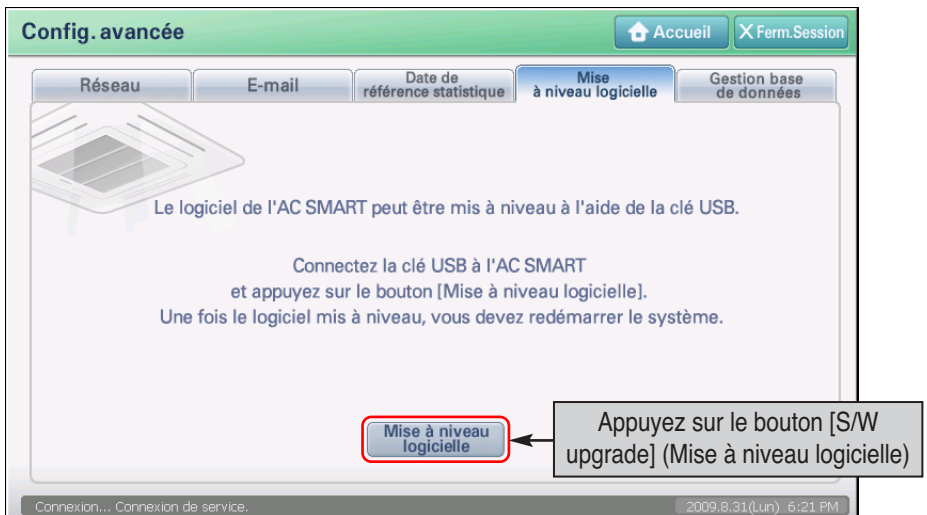 Config. avancée
Accueil
X Ferm.Session
Réseau
E-mail
Date de
référence statistique
Mise
à niveau logicielle
Gestion base
de données
Le logiciel de l'AC SMART peut être mis à niveau à l'aide de la clé USB.
Connectez la clé USB à l'AC SMART
et appuyez sur le bouton [Mise à niveau logicielle].
Une fois le logiciel mis à niveau, vous devez redémarrer le système.
Mise à niveau
logicielle
Appuyez sur le bouton [S/W
upgrade] (Mise à niveau logicielle)
Connexion... Connexion de service.
2009.8.31(Lun) 6:21 PM